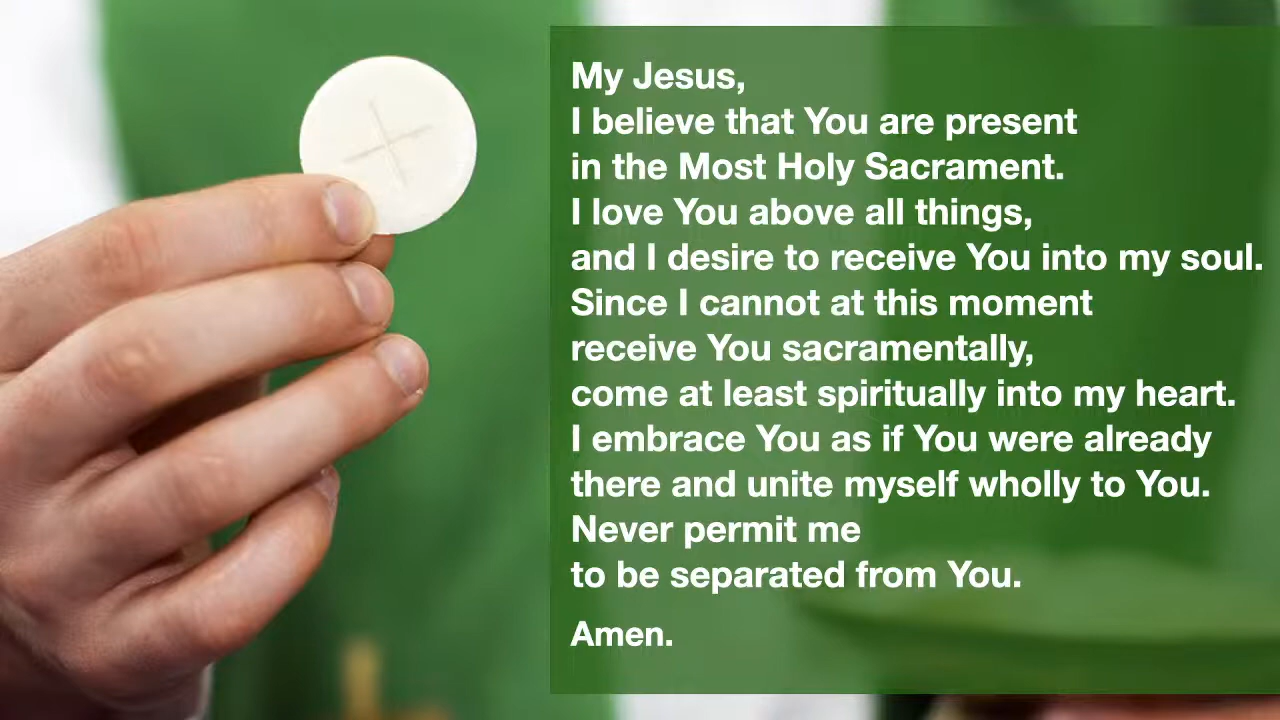 My Jesus,
I believe that You are present
in the Most Holy Sacrament.
I love You above all things,
and I desire to receive You into my soul.
Since I cannot at this moment
receive You sacramentally,
come at least spiritually into my heart.
I embrace You as if You were already
there and unite myself wholly to You.
Never permit me
to be separated from You.
Amen.